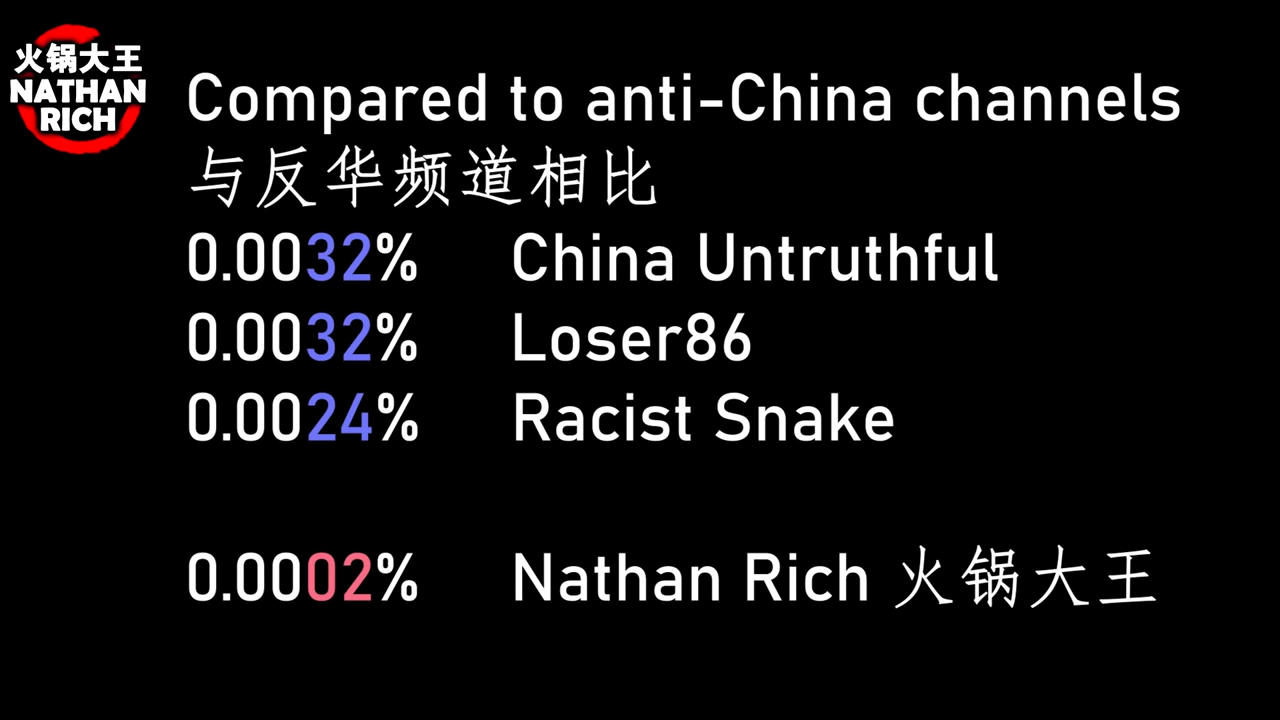 火锅大王
NATHAN
RICH
Compared to anti-China channels
与反华频道相比
0.0032% China Untruthful
0.0032% Loser86
0.0024% Racist Snake
0.0002% Nathan Rich 火锅大王